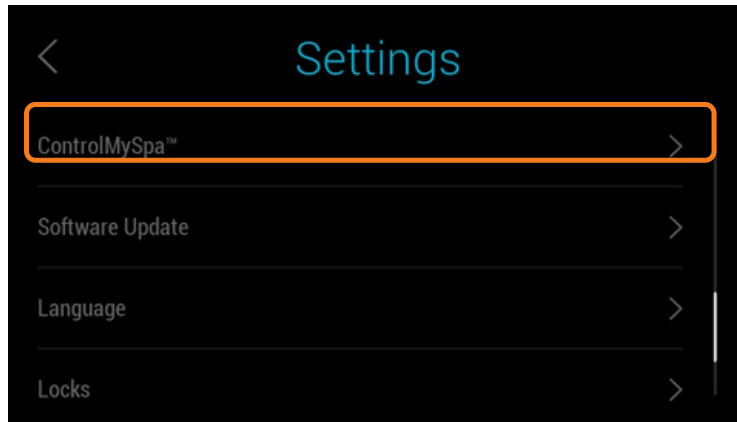 Settings
ControlMySpa™
Software Update
Language
Locks